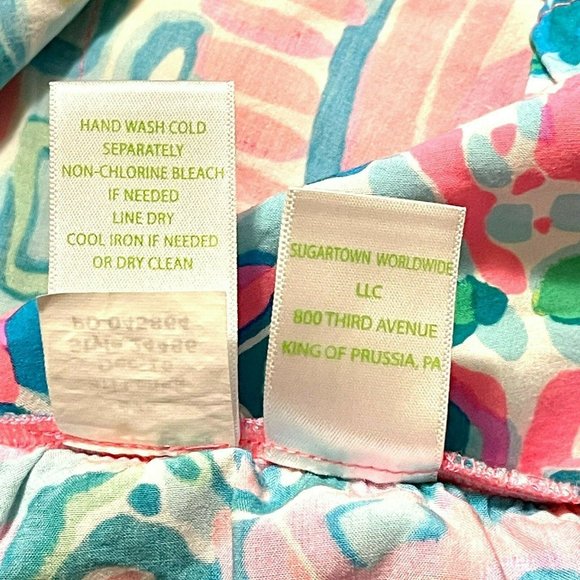 HAND WASH COLD
SEPARATELY
NON-CHLORINE BLEACH
IF NEEDED
LINE DRY
COOL IRON IF NEEDED
OR DRY CLEAN
SUGARTOWN WORLDWIDE
LLC
800 THIRD AVENUE
KING OF PRUSSIA, PA